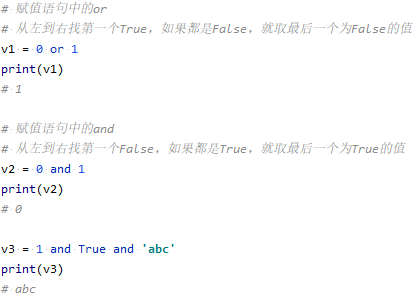 # 赋值语句中的or
# 从左到右找第一个True，如果都是False，就取最后一个为False的值
v1 = 0 or 1
print(v1)
# 1
# 赋值语句中的and
# 从左到右找第一个False，如果都是True，就取最后一个为True的值
v2 = 0 and 1
print(v2)
# 0
v3 = 1 and True and 'abc'
print(v3)
# abc